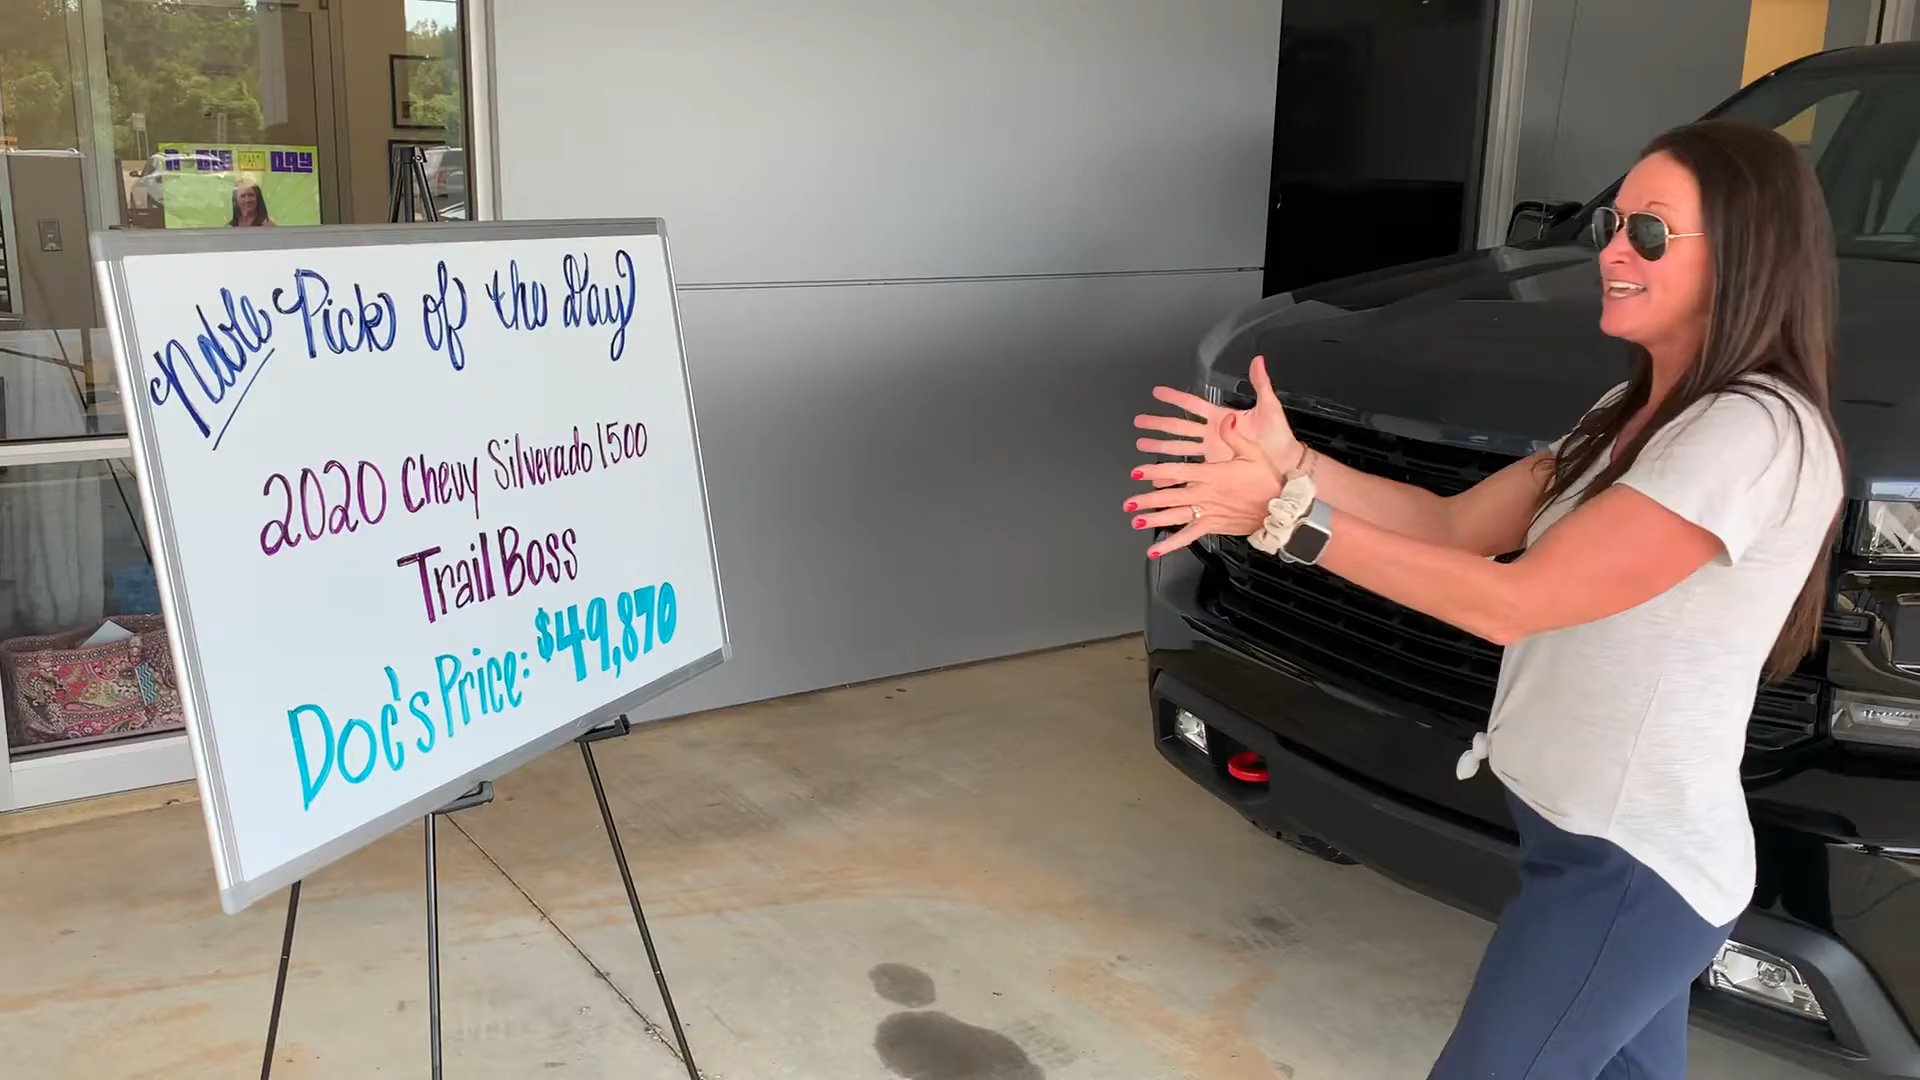 Noble Pick of the Day
2020 Chevy Silverado 1500
Trail Boss
Doc's Price: $49,870